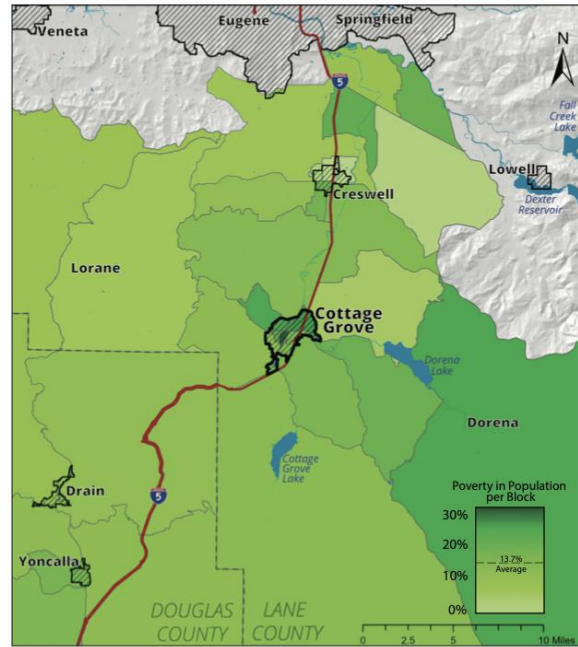 Eugene
Springfield
Veneta
N
5
Fall
Creek
Lake
Lowell
Dexter
Reservoir
Creswell
Lorane
Cottage
Grove
Dorena
Lake
Dorena
Cottage
Grove
Lake
Drain
5
Yoncalla
Poverty in Population
per Block
30%
20%
13.7%
Average
10%
0%
DOUGLAS
COUNTY
LANE
COUNTY
0 2.5 5 10 Miles